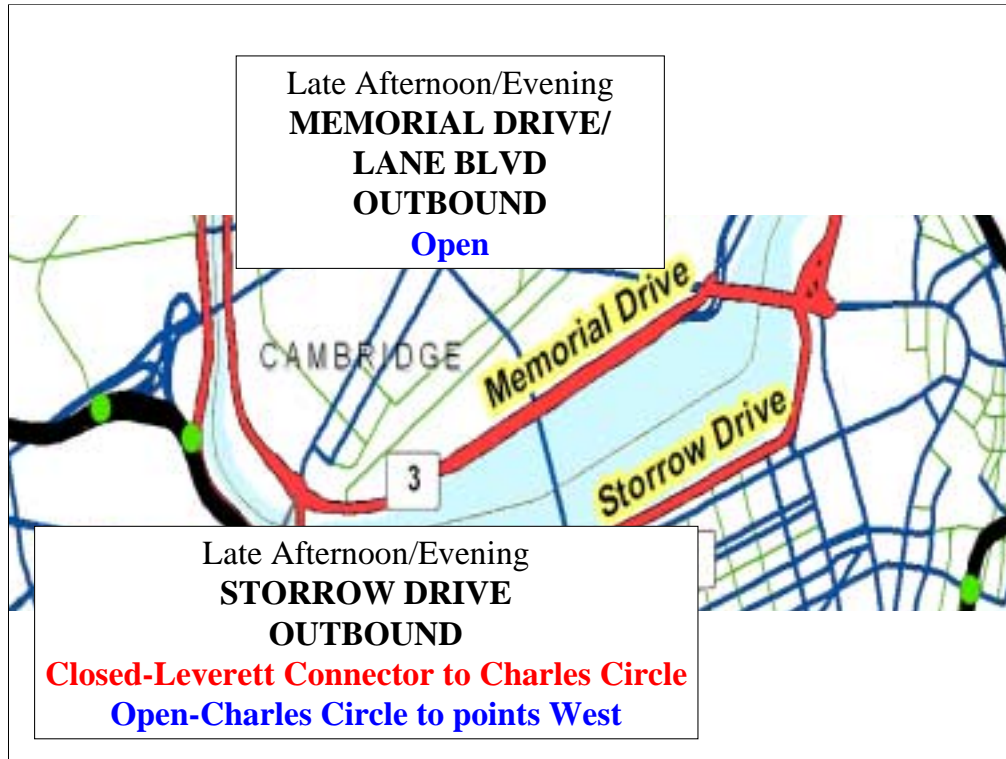 Late Afternoon/Evening
MEMORIAL DRIVE/
LANE BLVD
OUTBOUND
Open
CAMBRIDGE
Memorial Drive
Storrow Drive
3
Late Afternoon/Evening
STORROW DRIVE
OUTBOUND
Closed-Leverett Connector to Charles Circle
Open-Charles Circle to points West